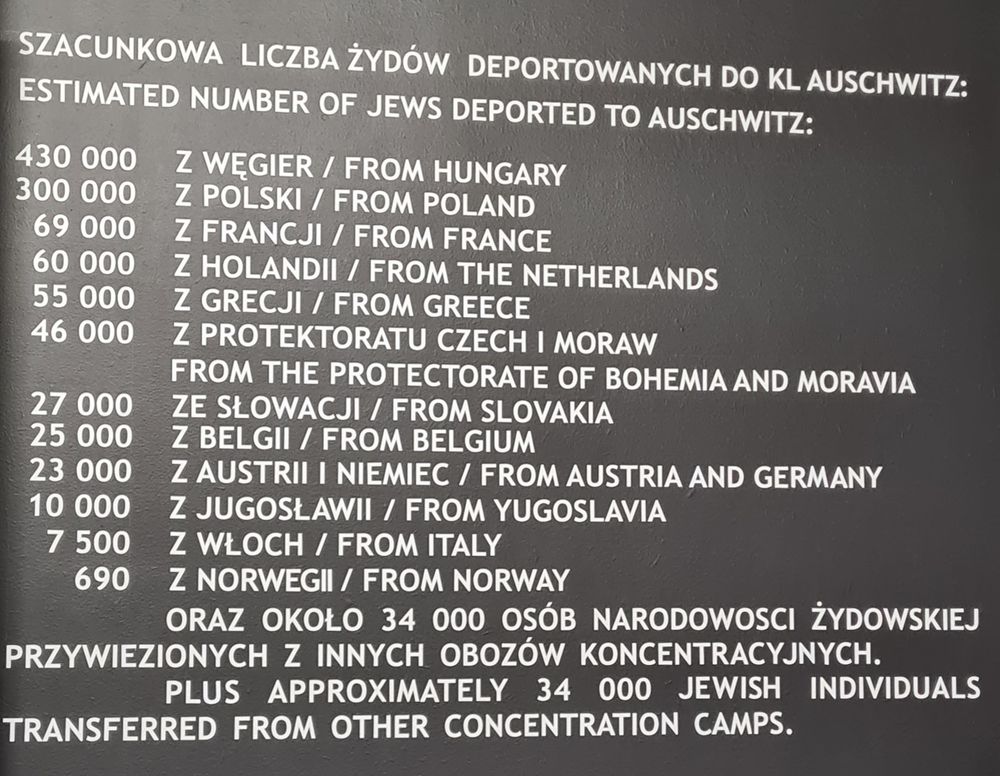 SZACUNKOWA LICZBA ŻYDÓW DEPORTOWANYCH DO KL AUSCHWITZ:
ESTIMATED NUMBER OF JEWS DEPORTED TO AUSCHWITZ:
430 000 Z WĘGIER / FROM HUNGARY
300 000 Z POLSKI / FROM POLAND
69 000 Z FRANCJI / FROM FRANCE
60 000 Z HOLANDII / FROM THE NETHERLANDS
55 000 Z GRECJI / FROM GREECE
46 000 Z PROTEKTORATU CZECH I MORAW
FROM THE PROTECTORATE OF BOHEMIA AND MORAVIA
27 000 ZE SŁOWACJI / FROM SLOVAKIA
25 000 Z BELGII / FROM BELGIUM
23 000 Z AUSTRII I NIEMIEC / FROM AUSTRIA AND GERMANY
10 000 Z JUGOSŁAWII / FROM YUGOSLAVIA
7 500 Z WŁOCH / FROM ITALY
690 Z NORWEGII / FROM NORWAY
ORAZ OKOŁO 34 000 OSÓB NARODOWOSCI ŻYDOWSKIEJ
PRZYWIEZIONYCH Z INNYCH OBOZÓW KONCENTRACYJNYCH.
PLUS APPROXIMATELY 34 000 JEWISH INDIVIDUALS
TRANSFERRED FROM OTHER CONCENTRATION CAMPS.